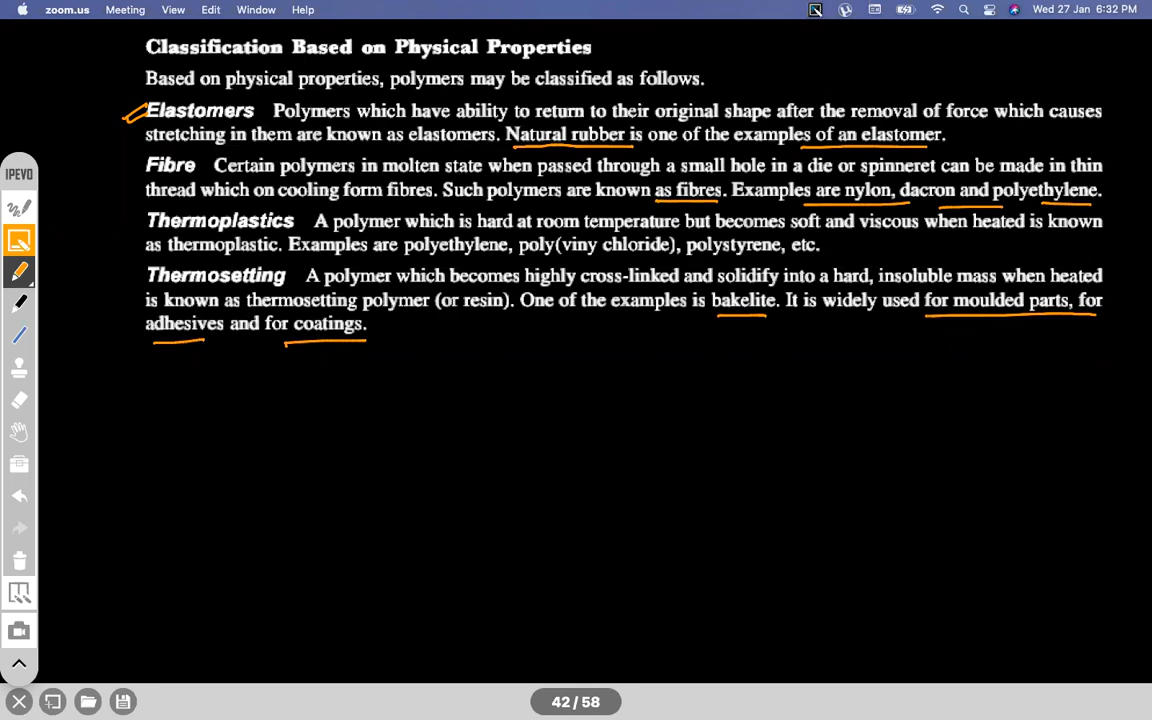 zoom.us Meeting View Edit Window Help Wed 27 Jan 6:32 PM
Classification Based on Physical Properties
Based on physical properties, polymers may be classified as follows.
Elastomers Polymers which have ability to return to their original shape after the removal of force which causes
stretching in them are known as elastomers. Natural rubber is one of the examples of an elastomer.
Fibre Certain polymers in molten state when passed through a small hole in a die or spinneret can be made in thin
thread which on cooling form fibres. Such polymers are known as fibres. Examples are nylon, dacron and polyethylene.
Thermoplastics A polymer which is hard at room temperature but becomes soft and viscous when heated is known
as thermoplastic. Examples are polyethylene, poly(viny chloride), polystyrene, etc.
Thermosetting A polymer which becomes highly cross-linked and solidify into a hard, insoluble mass when heated
is known as thermosetting polymer (or resin). One of the examples is bakelite. It is widely used for moulded parts, for
adhesives and for coatings.
IPEVO
42 / 58